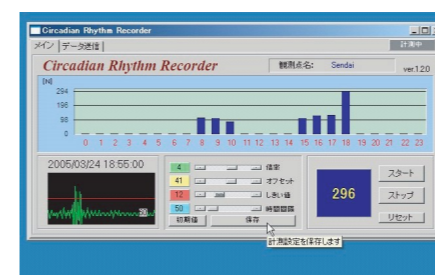 Circadian Rhythm Recorder
メイン データ送信 計測中
Circadian Rhythm Recorder 観測点名: Sendai ver.1.2.0
[N]
294
196
98
0
0 1 2 3 4 5 6 7 8 9 10 11 12 13 14 15 16 17 18 19 20 21 22 23
2005/03/24 18:55:00
4 倍率
41 オフセット
12 しきい値
50 時間間隔
初期値 保存
296
スタート
ストップ
リセット
計測設定を保存します